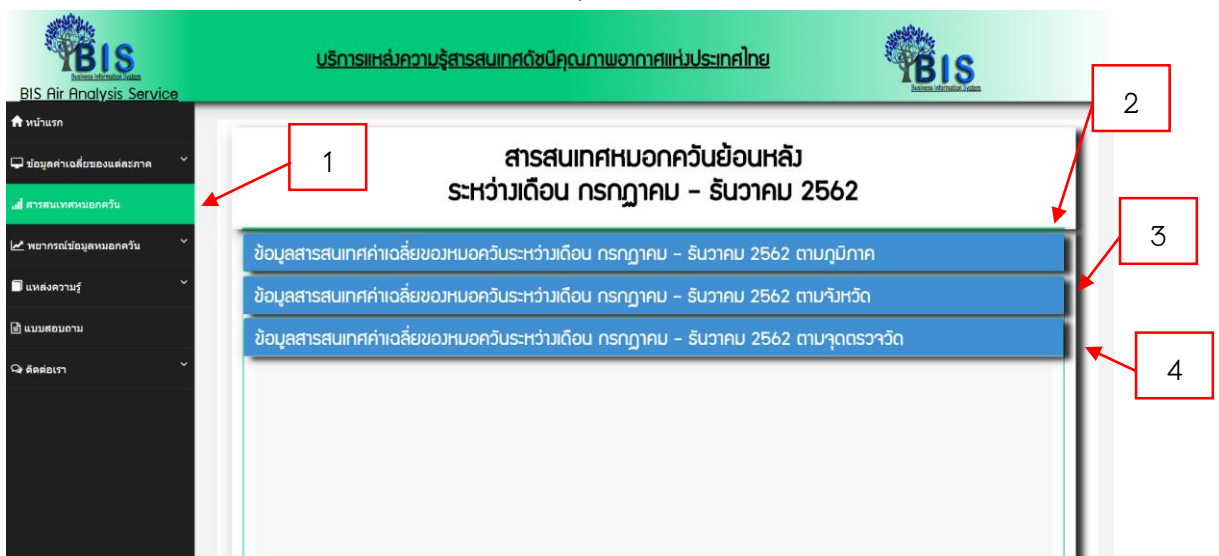 BIS
Business Information System
BIS Air Analysis Service
บริการแหล่งความรู้สารสนเทศดัชนีคุณภาพอากาศแห่งประเทศไทย
BIS
Business Information System
หน้าแรก
ข้อมูลค่าเฉลี่ยของแต่ละภาค
สารสนเทศหมอกควัน
พยากรณ์ข้อมูลหมอกควัน
แหล่งความรู้
แบบสอบถาม
ติดต่อเรา
1
2
สารสนเทศหมอกควันย้อนหลัง
ระหว่างเดือน กรกฎาคม - ธันวาคม 2562
3
ข้อมูลสารสนเทศค่าเฉลี่ยของหมอกควันระหว่างเดือน กรกฎาคม - ธันวาคม 2562 ตามภูมิภาค
ข้อมูลสารสนเทศค่าเฉลี่ยของหมอกควันระหว่างเดือน กรกฎาคม - ธันวาคม 2562 ตามจังหวัด
ข้อมูลสารสนเทศค่าเฉลี่ยของหมอกควันระหว่างเดือน กรกฎาคม - ธันวาคม 2562 ตามจุดตรวจวัด
4